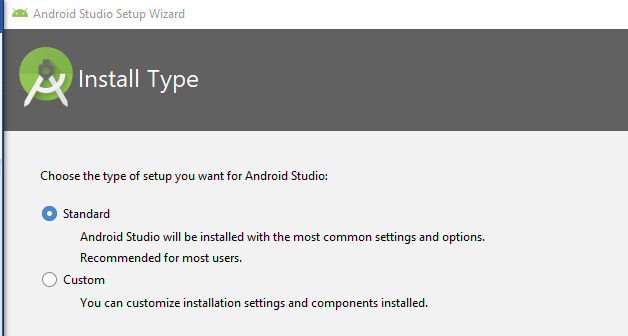 Android Studio Setup Wizard
Install Type
Choose the type of setup you want for Android Studio:
Standard
Android Studio will be installed with the most common settings and options.
Recommended for most users.
Custom
You can customize installation settings and components installed.